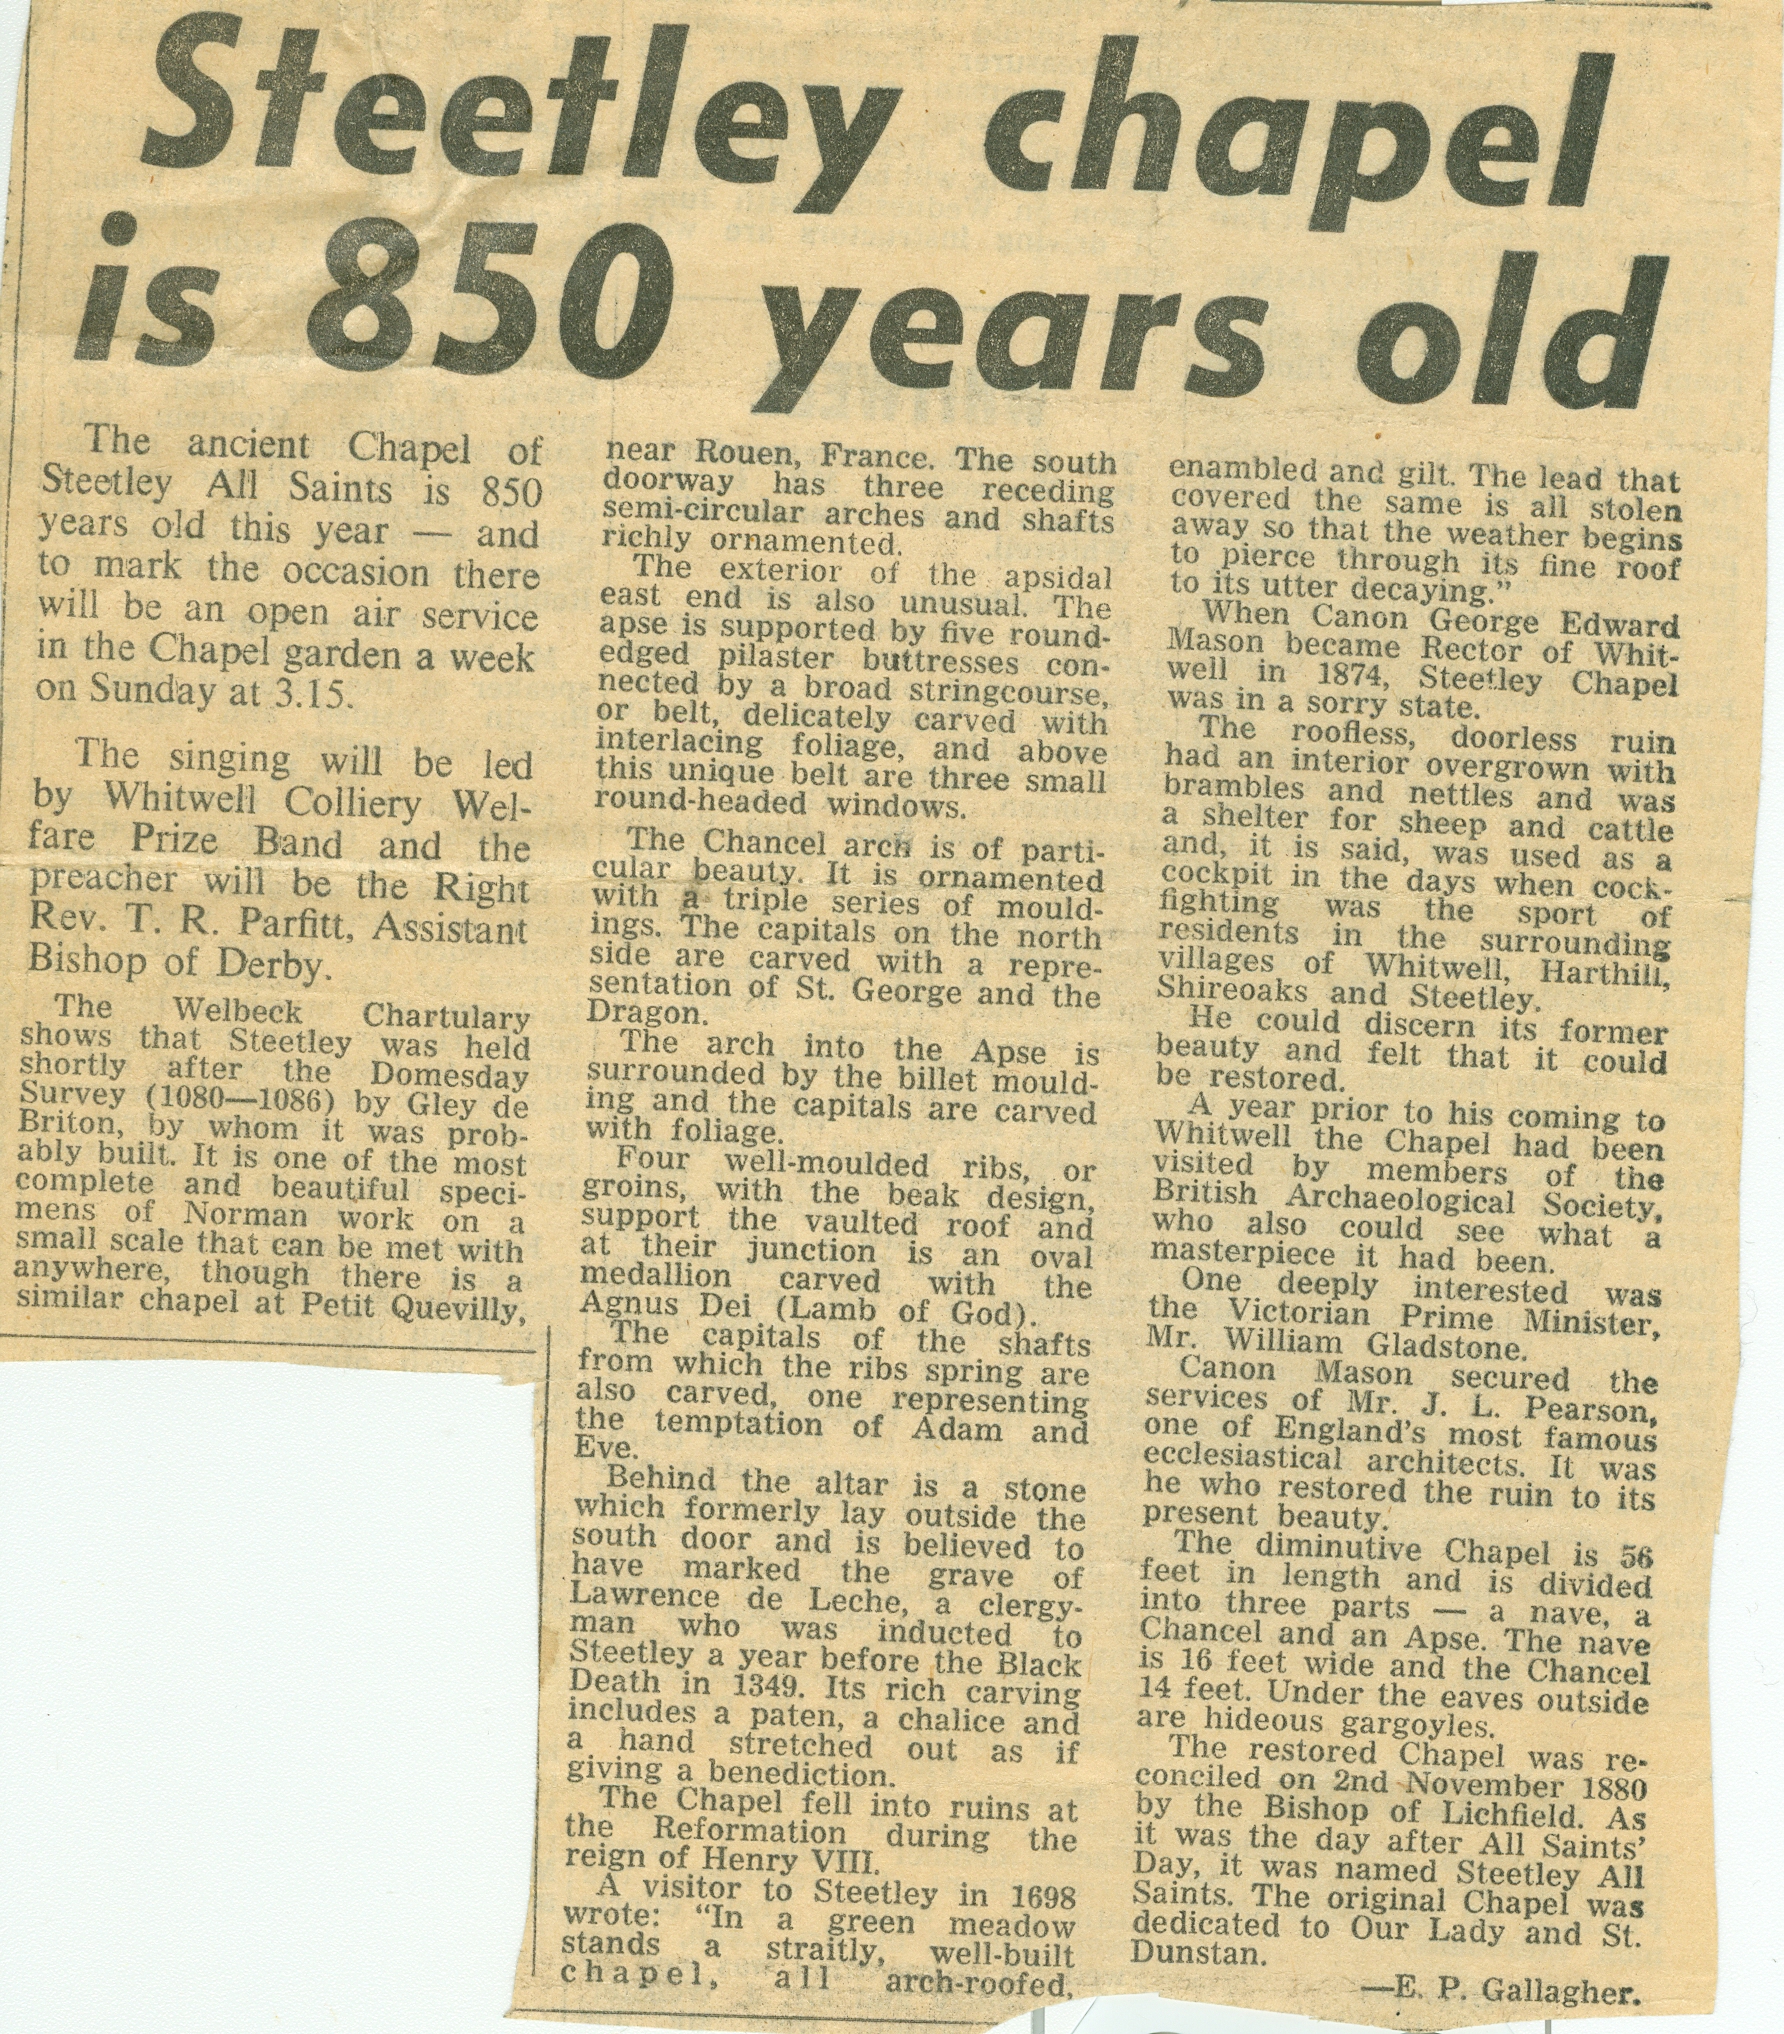 Steetley chapel
is 850 years old
The ancient Chapel of
Steetley All Saints is 850
years old this year — and
to mark the occasion there
will be an open air service
in the Chapel garden a week
on Sunday at 3.15.
The singing will be led
by Whitwell Colliery Wel-
fare Prize Band and the
preacher will be the Right
Rev. T. R. Parfitt, Assistant
Bishop of Derby.
The Welbeck Chartulary
shows that Steetley was held
shortly after the Domesday
Survey (1080—1086) by Gley de
Briton, by whom it was prob-
ably built. It is one of the most
complete and beautiful speci-
mens of Norman work on a
small scale that can be met with
anywhere, though there is a
similar chapel at Petit Quevilly,
near Rouen, France. The south
doorway has three receding
semi-circular arches and shafts
richly ornamented.
The exterior of the apsidal
east end is also unusual. The
apse is supported by five round-
edged pilaster buttresses con-
nected by a broad stringcourse,
or belt, delicately carved with
interlacing foliage, and above
this unique belt are three small
round-headed windows.
The Chancel arch is of parti-
cular beauty. It is ornamented
with a triple series of mould-
ings. The capitals on the north
side are carved with a repre-
sentation of St. George and the
Dragon.
The arch into the Apse is
surrounded by the billet mould-
ing and the capitals are carved
with foliage.
Four well-moulded ribs, or
groins, with the beak design,
support the vaulted roof and
at their junction is an oval
medallion carved with the
Agnus Dei (Lamb of God).
The capitals of the shafts
from which the ribs spring are
also carved, one representing
the temptation of Adam and
Eve.
Behind the altar is a stone
which formerly lay outside the
south door and is believed to
have marked the grave of
Lawrence de Leche, a clergy-
man who was inducted to
Steetley a year before the Black
Death in 1349. Its rich carving
includes a paten, a chalice and
a hand stretched out as if
giving a benediction.
The Chapel fell into ruins at
the Reformation during the
reign of Henry VIII.
A visitor to Steetley in 1698
wrote: “In a green meadow
stands a straitly, well-built
chapel, all arch-roofed,
enambled and gilt. The lead that
covered the same is all stolen
away so that the weather begins
to pierce through its fine roof
to its utter decaying.”
When Canon George Edward
Mason became Rector of Whit-
well in 1874, Steetley Chapel
was in a sorry state.
The roofless, doorless ruin
had an interior overgrown with
brambles and nettles and was
a shelter for sheep and cattle
and, it is said, was used as a
cockpit in the days when cock-
fighting was the sport of
residents in the surrounding
villages of Whitwell, Harthill,
Shireoaks and Steetley.
He could discern its former
beauty and felt that it could
be restored.
A year prior to his coming to
Whitwell the Chapel had been
visited by members of the
British Archaeological Society,
who also could see what a
masterpiece it had been.
One deeply interested was
the Victorian Prime Minister,
Mr. William Gladstone.
Canon Mason secured the
services of Mr. J. L. Pearson,
one of England's most famous
ecclesiastical architects. It was
he who restored the ruin to its
present beauty.
The diminutive Chapel is 56
feet in length and is divided
into three parts — a nave, a
Chancel and an Apse. The nave
is 16 feet wide and the Chancel
14 feet. Under the eaves outside
are hideous gargoyles.
The restored Chapel was re-
conciled on 2nd November 1880
by the Bishop of Lichfield. As
it was the day after All Saints'
Day, it was named Steetley All
Saints. The original Chapel was
dedicated to Our Lady and St.
Dunstan.
—E. P. Gallagher.